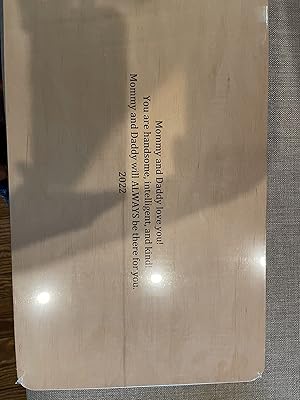 Mommy and Daddy love you!
You are handsome, intelligent, and kind!
Mommy and Daddy will ALWAYS be there for you.
2022